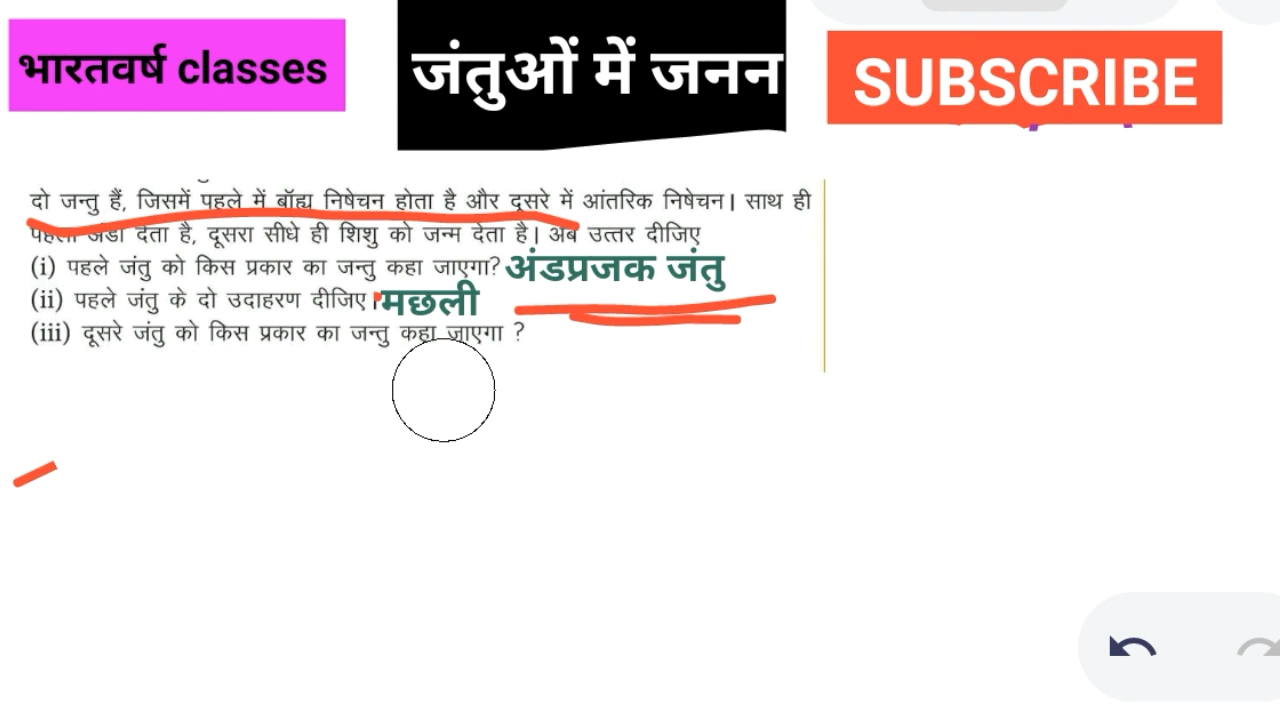 भारतवर्ष classes
जंतुओं में जनन
SUBSCRIBE
दो जन्तु हैं, जिसमें पहले में बॉह्य निषेचन होता है और दूसरे में आंतरिक निषेचन। साथ ही
पहला अंडा देता है, दूसरा सीधे ही शिशु को जन्म देता है। अब उत्तर दीजिए
(i) पहले जंतु को किस प्रकार का जन्तु कहा जाएगा? अंडप्रजक जंतु
(ii) पहले जंतु के दो उदाहरण दीजिए। मछली
(iii) दूसरे जंतु को किस प्रकार का जन्तु कहा जाएगा ?